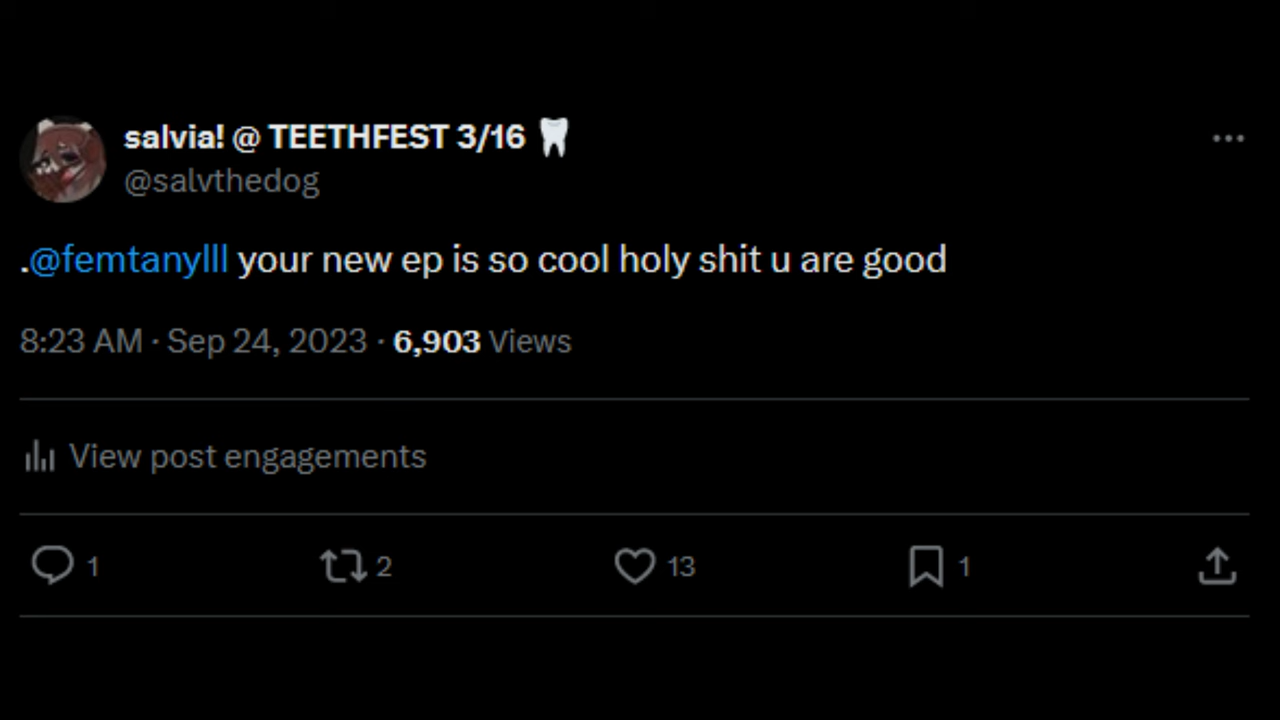 salvia! @ TEETHFEST 3/16 🦷
@salvthedog
.@femtanylll your new ep is so cool holy shit u are good
8:23 AM · Sep 24, 2023 · 6,903 Views
View post engagements
1 2 13 1